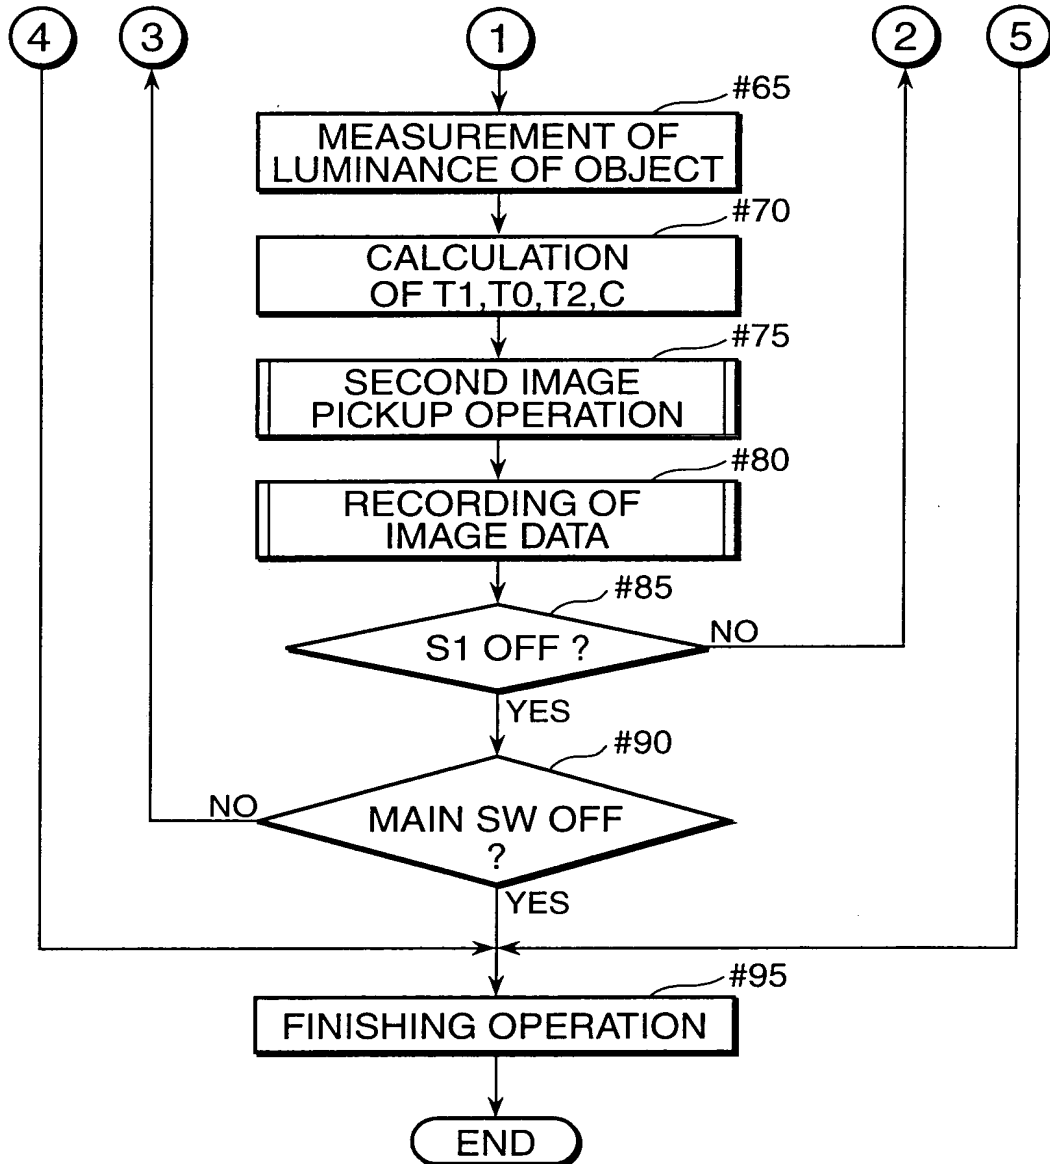 4 3 1 2 5
#65
MEASUREMENT OF
LUMINANCE OF OBJECT
#70
CALCULATION
OF T1,T0,T2,C
#75
SECOND IMAGE
PICKUP OPERATION
#80
RECORDING OF
IMAGE DATA
#85
S1 OFF ?
NO
YES
#90
NO
MAIN SW OFF
?
YES
#95
FINISHING OPERATION
END